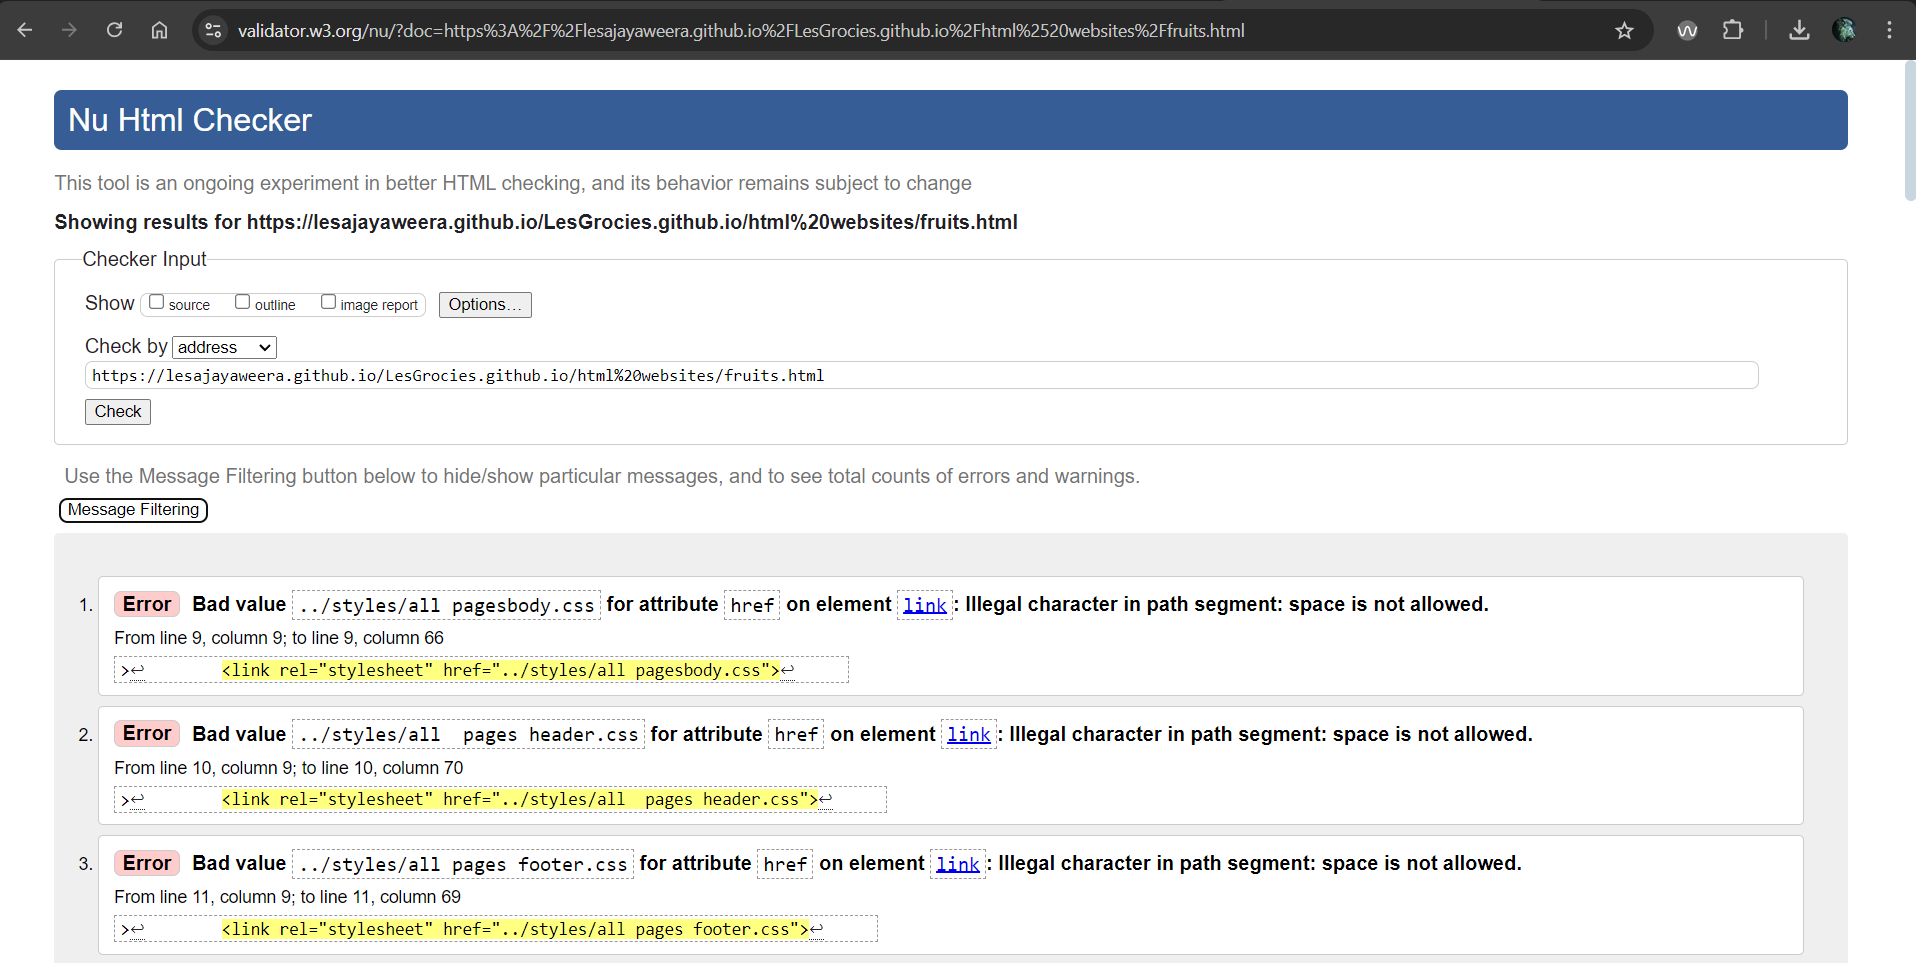 validator.w3.org/nu/?doc=https%3A%2F%2Flesajayaweera.github.io%2FLesGrocies.github.io%2Fhtml%2520websites%2Ffruits.html
Nu Html Checker
This tool is an ongoing experiment in better HTML checking, and its behavior remains subject to change
Showing results for https://lesajayaweera.github.io/LesGrocies.github.io/html%20websites/fruits.html
Checker Input
Show source outline image report Options...
Check by address
https://lesajayaweera.github.io/LesGrocies.github.io/html%20websites/fruits.html
Check
Use the Message Filtering button below to hide/show particular messages, and to see total counts of errors and warnings.
Message Filtering
1. Error Bad value ../styles/all pagesbody.css for attribute href on element link: Illegal character in path segment: space is not allowed.
From line 9, column 9; to line 9, column 66
>↩ <link rel="stylesheet" href="../styles/all pagesbody.css">↩
2. Error Bad value ../styles/all  pages header.css for attribute href on element link: Illegal character in path segment: space is not allowed.
From line 10, column 9; to line 10, column 70
>↩ <link rel="stylesheet" href="../styles/all  pages header.css">↩
3. Error Bad value ../styles/all pages footer.css for attribute href on element link: Illegal character in path segment: space is not allowed.
From line 11, column 9; to line 11, column 69
>↩ <link rel="stylesheet" href="../styles/all pages footer.css">↩